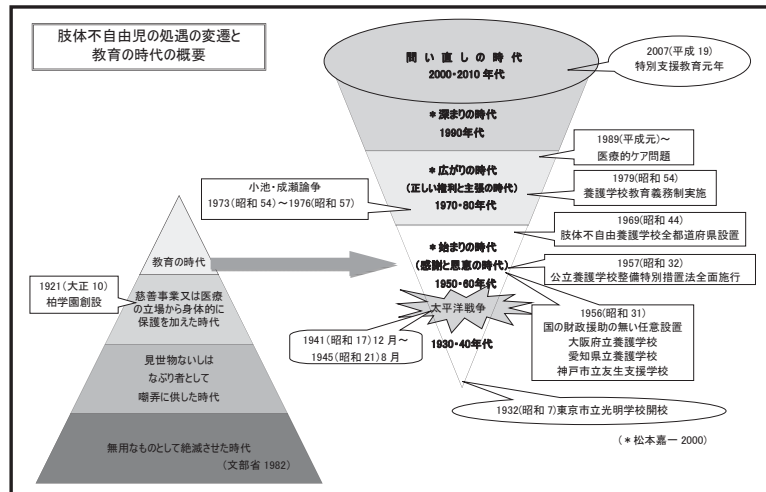 肢体不自由児の処遇の変遷と
教育の時代の概要
問い直しの時代
2000・2010年代
2007(平成19)
特別支援教育元年
＊深まりの時代
1990年代
1989(平成元)～
医療的ケア問題
＊広がりの時代
(正しい権利と主張の時代)
1970・80年代
小池・成瀬論争
1973(昭和54)～1976(昭和57)
1979(昭和54)
養護学校教育義務制実施
1969(昭和44)
肢体不自由養護学校全都道府県設置
＊始まりの時代
(感謝と恩恵の時代)
1950・60年代
1957(昭和32)
公立養護学校整備特別措置法全面施行
教育の時代
1921(大正10)
柏学園創設
慈善事業又は医療
の立場から身体的に
保護を加えた時代
太平洋戦争
1956(昭和31)
国の財政援助の無い任意設置
大阪府立養護学校
愛知県立養護学校
神戸市立友生支援学校
1941(昭和17)12月～
1945(昭和21)8月
1930・40年代
見世物ないしは
なぶり者として
嘲弄に供した時代
1932(昭和7)東京市立光明学校開校
無用なものとして絶滅させた時代
(文部省1982)
(＊松本嘉一2000)